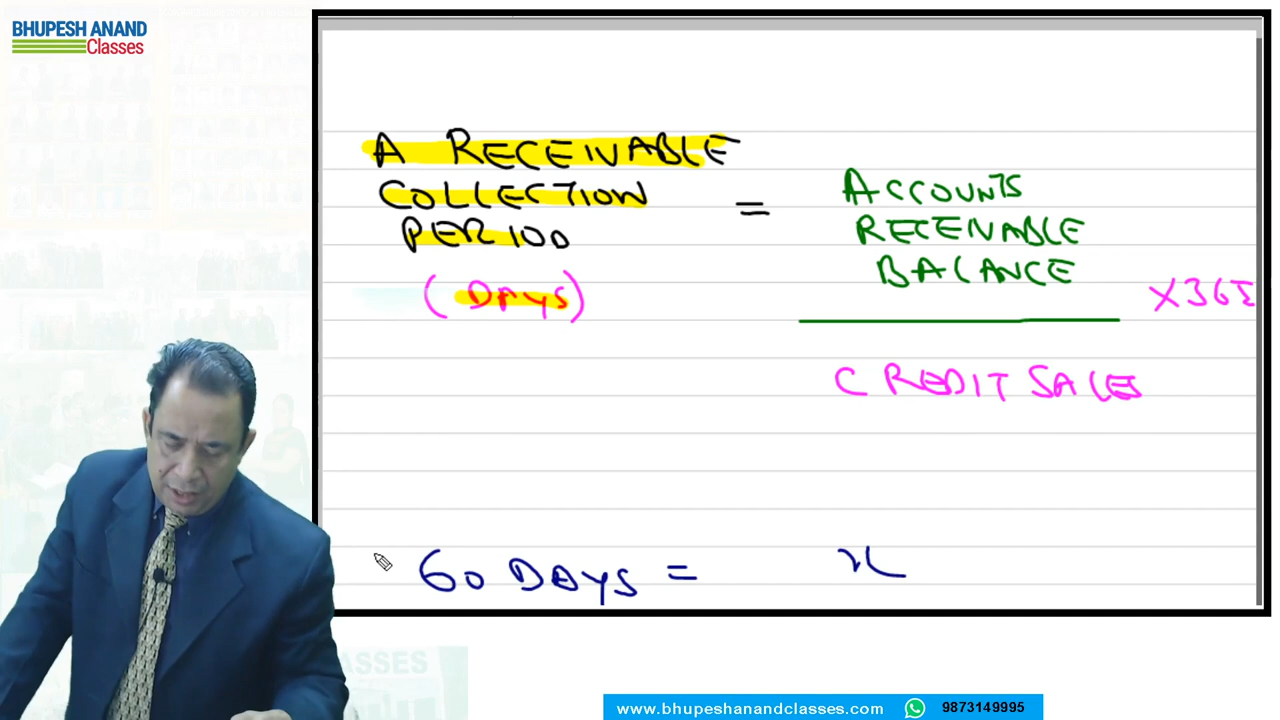 BHUPESH ANAND
Classes
A RECEIVABLE
COLLECTION
PERIOD
(DAYS)
=
ACCOUNTS
RECEIVABLE
BALANCE
X365
CREDIT SALES
60 DAYS = x
www.bhupeshanandclasses.com 9873149995